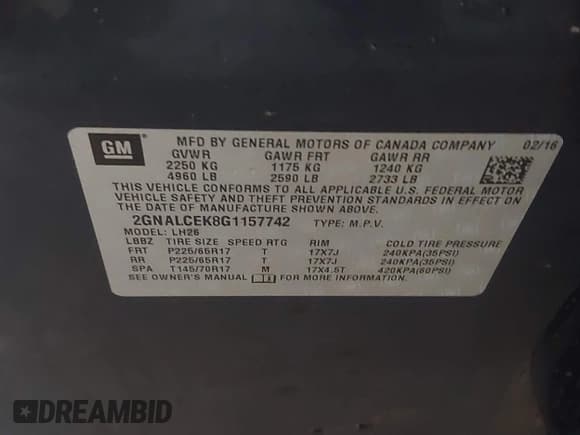 GM
MFD BY GENERAL MOTORS OF CANADA COMPANY 02/16
GVWR GAWR FRT GAWR RR
2250 KG 1175 KG 1240 KG
4960 LB 2590 LB 2733 LB
THIS VEHICLE CONFORMS TO ALL APPLICABLE U.S. FEDERAL MOTOR
VEHICLE SAFETY AND THEFT PREVENTION STANDARDS IN EFFECT ON
THE DATE OF MANUFACTURE SHOWN ABOVE.
2GNALCEK8G1157742 TYPE: M.P.V.
MODEL: LH26
LBBZ TIRE SIZE SPEED RTG RIM COLD TIRE PRESSURE
FRT P225/65R17 T 17X7J 240KPA(35PSI)
RR P225/65R17 T 17X7J 240KPA(35PSI)
SPA T145/70R17 M 17X4.5T 420KPA(60PSI)
SEE OWNER'S MANUAL
DREAMBID